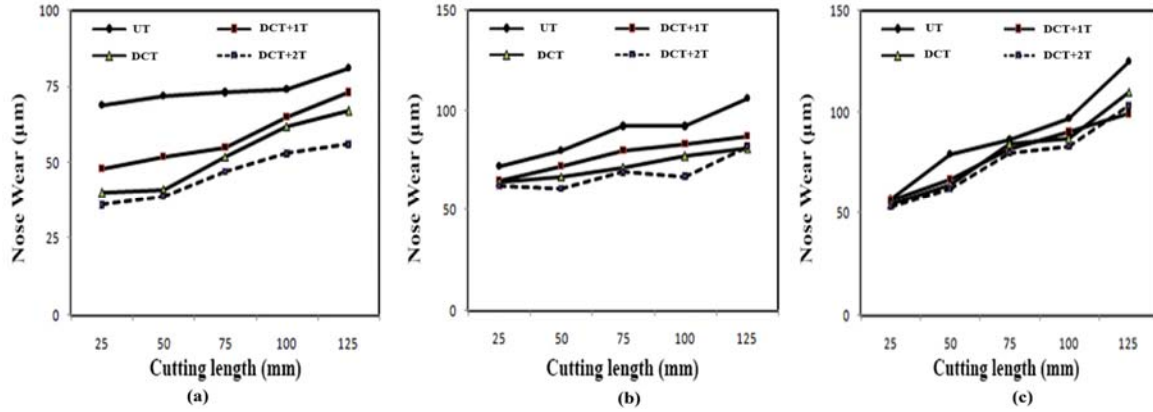 100
75
50
25
0
Nose Wear (µm)
UT
DCT+1T
DCT
DCT+2T
25 50 75 100 125
Cutting length (mm)
(a)
150
100
50
0
Nose Wear (µm)
UT
DCT+1T
DCT
DCT+2T
25 50 75 100 125
Cutting length (mm)
(b)
150
100
50
0
Nose Wear (µm)
UT
DCT+1T
DCT
DCT+2T
25 50 75 100 125
Cutting length (mm)
(c)